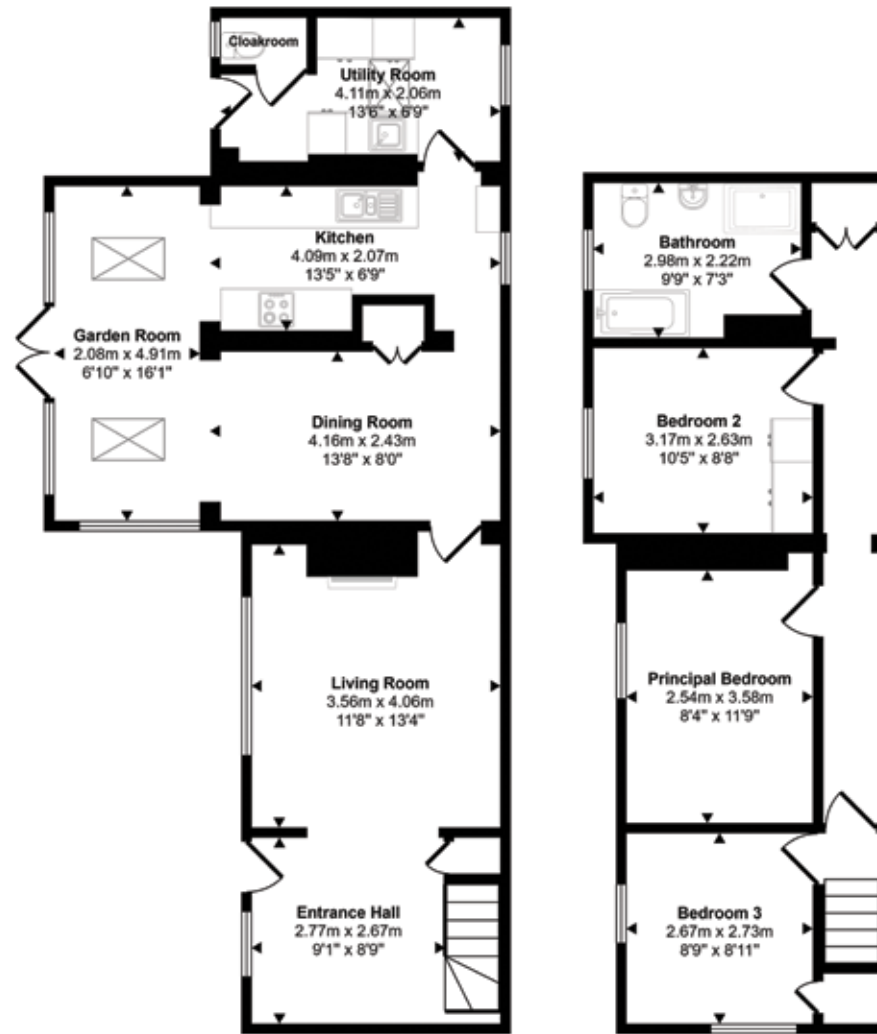 Cloakroom
Utility Room
4.11m x 2.06m
13'6" x 6'9"
Kitchen
4.09m x 2.07m
13'5" x 6'9"
Garden Room
2.08m x 4.91m
6'10" x 16'1"
Dining Room
4.16m x 2.43m
13'8" x 8'0"
Living Room
3.56m x 4.06m
11'8" x 13'4"
Entrance Hall
2.77m x 2.67m
9'1" x 8'9"
Bathroom
2.98m x 2.22m
9'9" x 7'3"
Bedroom 2
3.17m x 2.63m
10'5" x 8'8"
Principal Bedroom
2.54m x 3.58m
8'4" x 11'9"
Bedroom 3
2.67m x 2.73m
8'9" x 8'11"